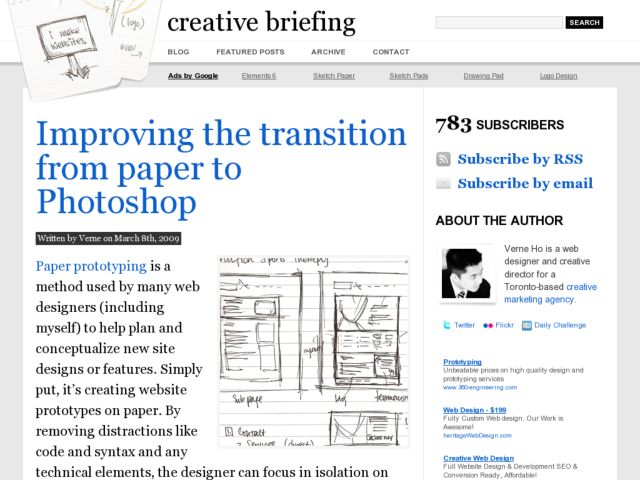 i make
websites
(logo)
creative briefing
SEARCH
BLOG FEATURED POSTS ARCHIVE CONTACT
Ads by Google Elements 6 Sketch Paper Sketch Pads Drawing Pad Logo Design
Improving the transition
from paper to
Photoshop
Written by Verne on March 8th, 2009
Paper prototyping is a
method used by many web
designers (including
myself) to help plan and
conceptualize new site
designs or features. Simply
put, it's creating website
prototypes on paper. By
removing distractions like
code and syntax and any
technical elements, the designer can focus in isolation on
Sub page
Contact
783 SUBSCRIBERS
Subscribe by RSS
Subscribe by email
ABOUT THE AUTHOR
Verne Ho is a web
designer and creative
director for a
Toronto-based creative
marketing agency.
Twitter Flickr Daily Challenge
Prototyping
Unbeatable prices on high quality design and
prototyping services
www.360-engineering.com
Web Design - $199
Fully Custom Web design. Our Work is
Awesome!
heritageWebDesign.com
Creative Web Design
Full Website Design & Development SEO &
Conversion Ready, Affordable!